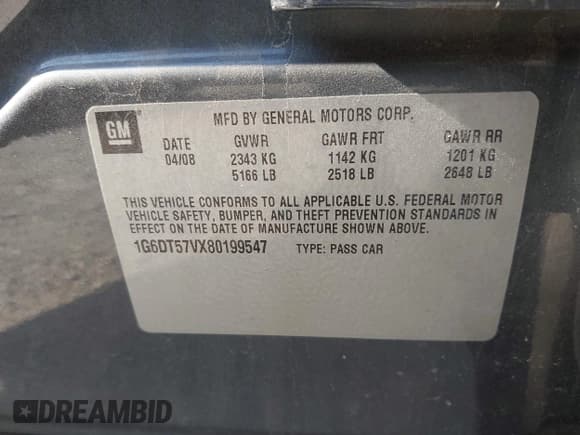 GM
MFD BY GENERAL MOTORS CORP.
DATE GVWR GAWR FRT GAWR RR
04/08 2343 KG 1142 KG 1201 KG
5166 LB 2518 LB 2648 LB
THIS VEHICLE CONFORMS TO ALL APPLICABLE U.S. FEDERAL MOTOR
VEHICLE SAFETY, BUMPER, AND THEFT PREVENTION STANDARDS IN
EFFECT ON THE DATE OF MANUFACTURE SHOWN ABOVE.
1G6DT57VX80199547 TYPE: PASS CAR
DREAMBID